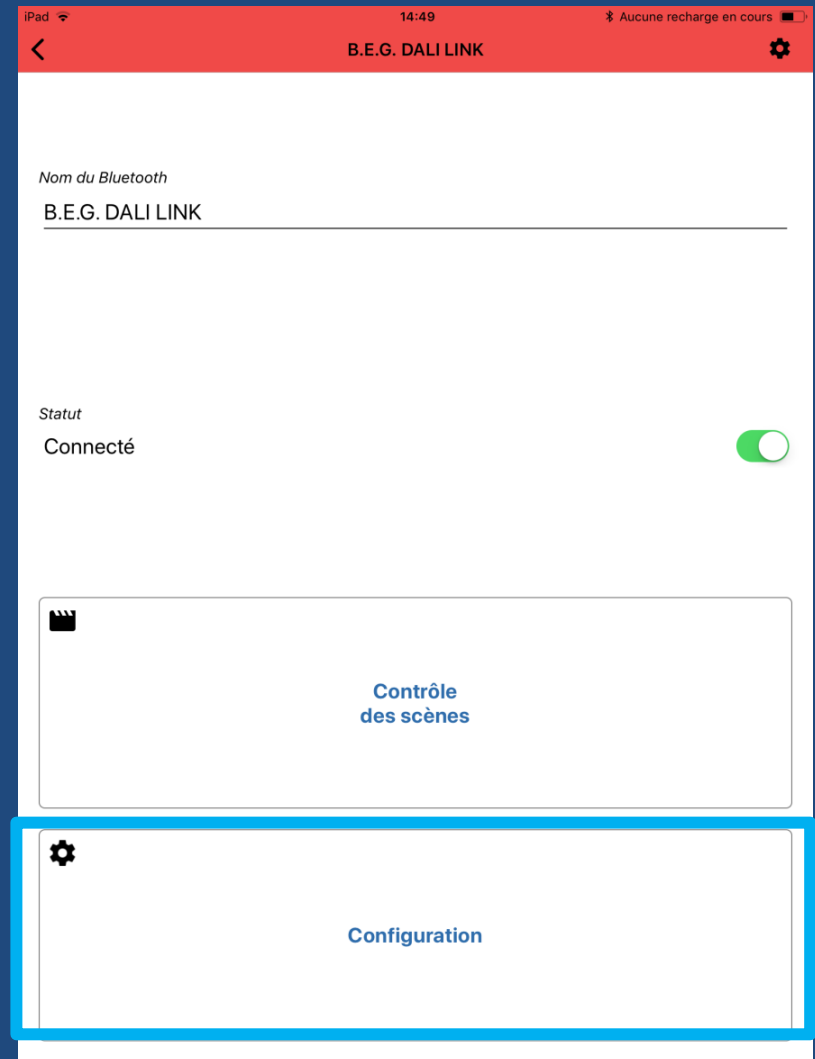 iPad 14:49 Aucune recharge en cours
B.E.G. DALI LINK
Nom du Bluetooth
B.E.G. DALI LINK
Statut
Connecté
Contrôle
des scènes
Configuration